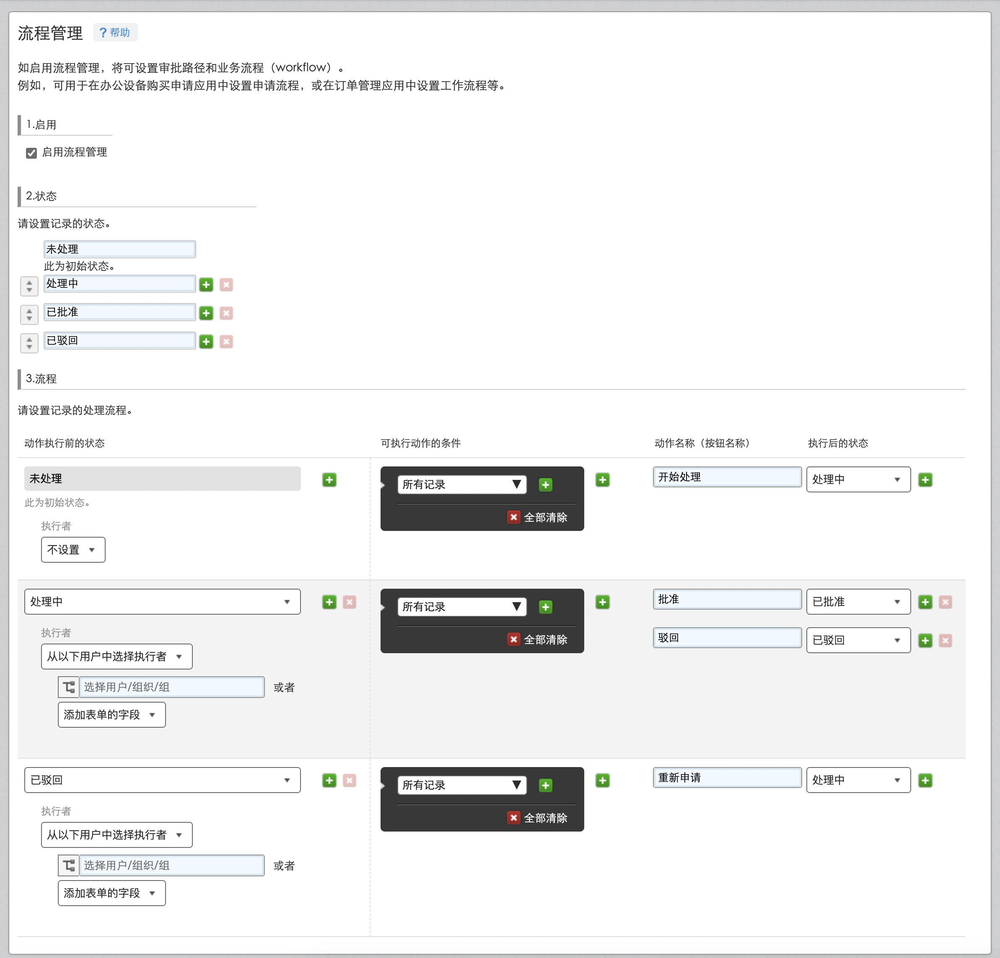 流程管理 ? 帮助
如启用流程管理，将可设置审批路径和业务流程（workflow）。
例如，可用于在办公设备购买申请应用中设置申请流程，或在订单管理应用中设置工作流程等。
1.启用
启用流程管理
2.状态
请设置记录的状态。
未处理
此为初始状态。
处理中
已批准
已驳回
3.流程
请设置记录的处理流程。
动作执行前的状态 可执行动作的条件 动作名称（按钮名称） 执行后的状态
未处理 所有记录 开始处理 处理中
此为初始状态。
全部清除
执行者
不设置
处理中 所有记录 批准 已批准
全部清除 驳回 已驳回
执行者
从以下用户中选择执行者
选择用户/组织/组 或者
添加表单的字段
已驳回 所有记录 重新申请 处理中
全部清除
执行者
从以下用户中选择执行者
选择用户/组织/组 或者
添加表单的字段